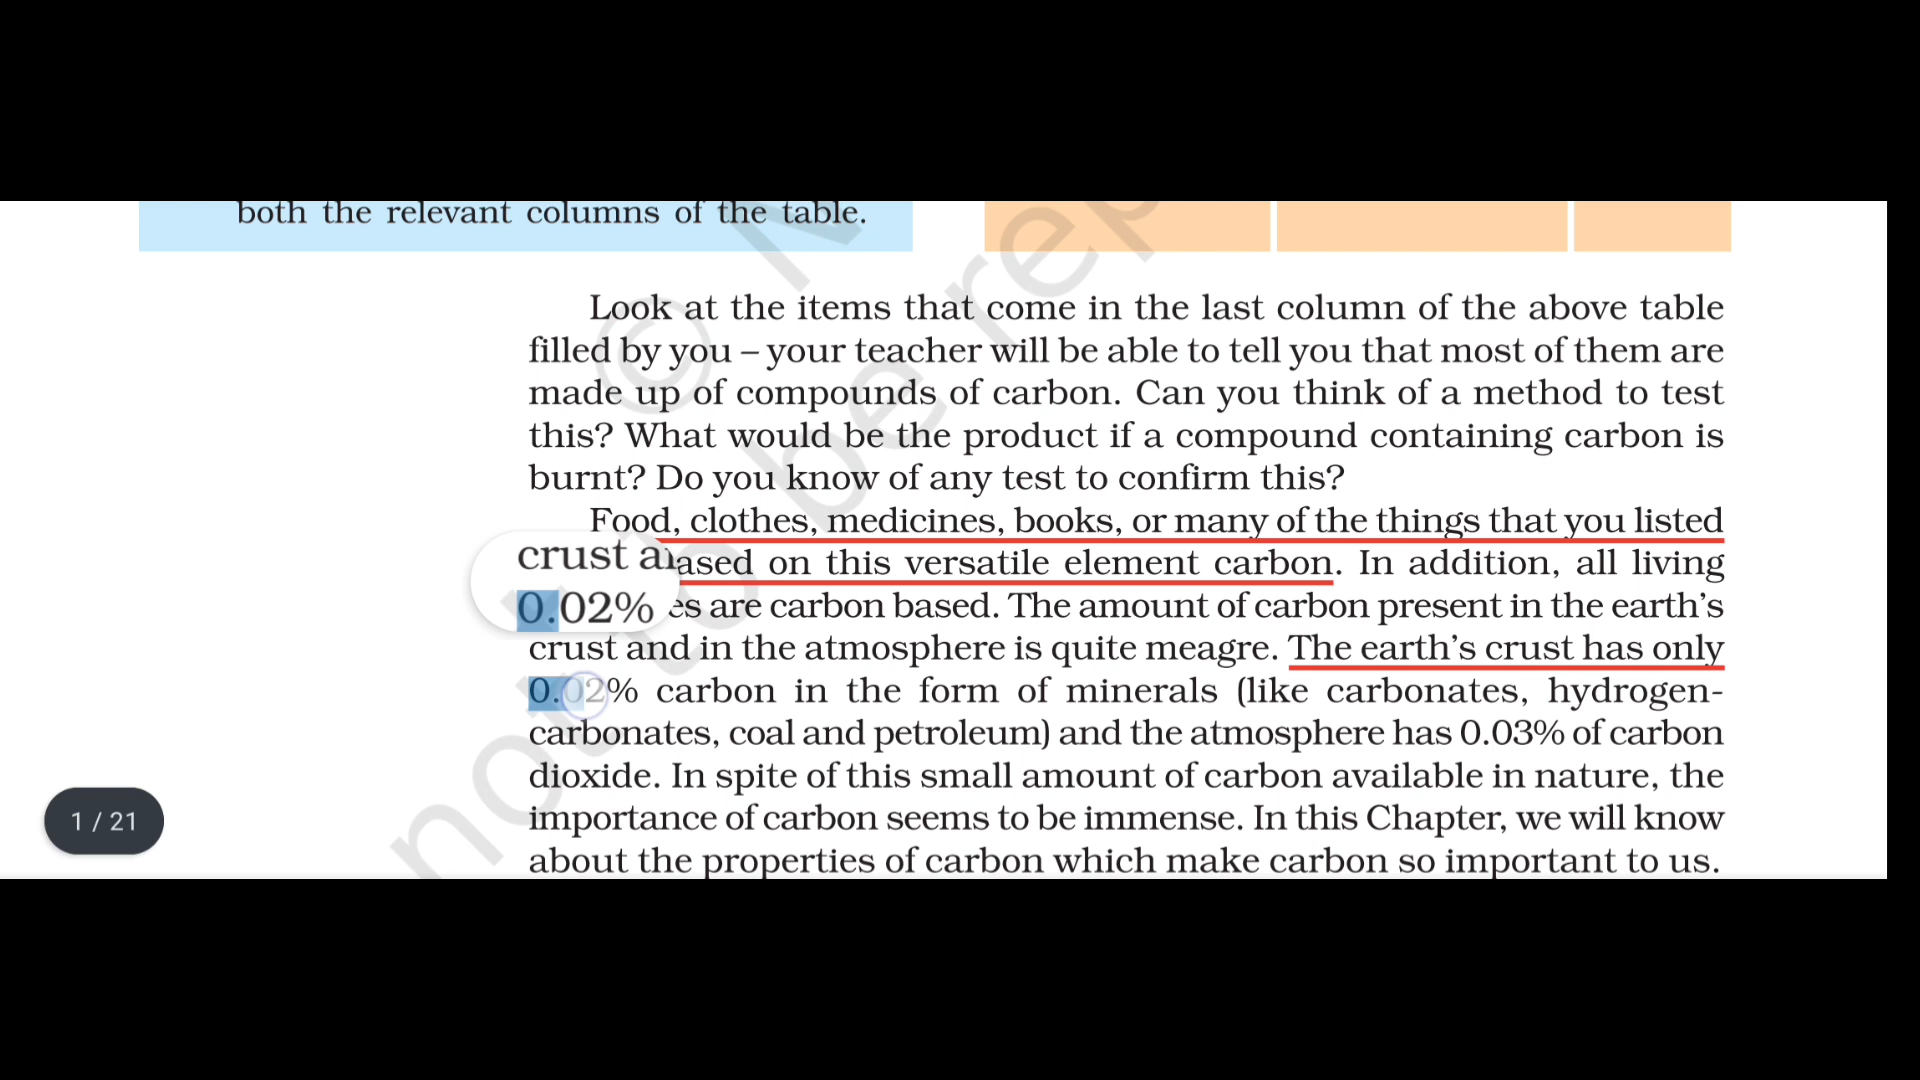 both the relevant columns of the table.
Look at the items that come in the last column of the above table
filled by you – your teacher will be able to tell you that most of them are
made up of compounds of carbon. Can you think of a method to test
this? What would be the product if a compound containing carbon is
burnt? Do you know of any test to confirm this?
Food, clothes, medicines, books, or many of the things that you listed
on this versatile element carbon. In addition, all living
are carbon based. The amount of carbon present in the earth's
crust and in the atmosphere is quite meagre. The earth's crust has only
0.02% carbon in the form of minerals (like carbonates, hydrogen-
carbonates, coal and petroleum) and the atmosphere has 0.03% of carbon
dioxide. In spite of this small amount of carbon available in nature, the
importance of carbon seems to be immense. In this Chapter, we will know
about the properties of carbon which make carbon so important to us.
crust
0.02%
1 / 21
©
not to be